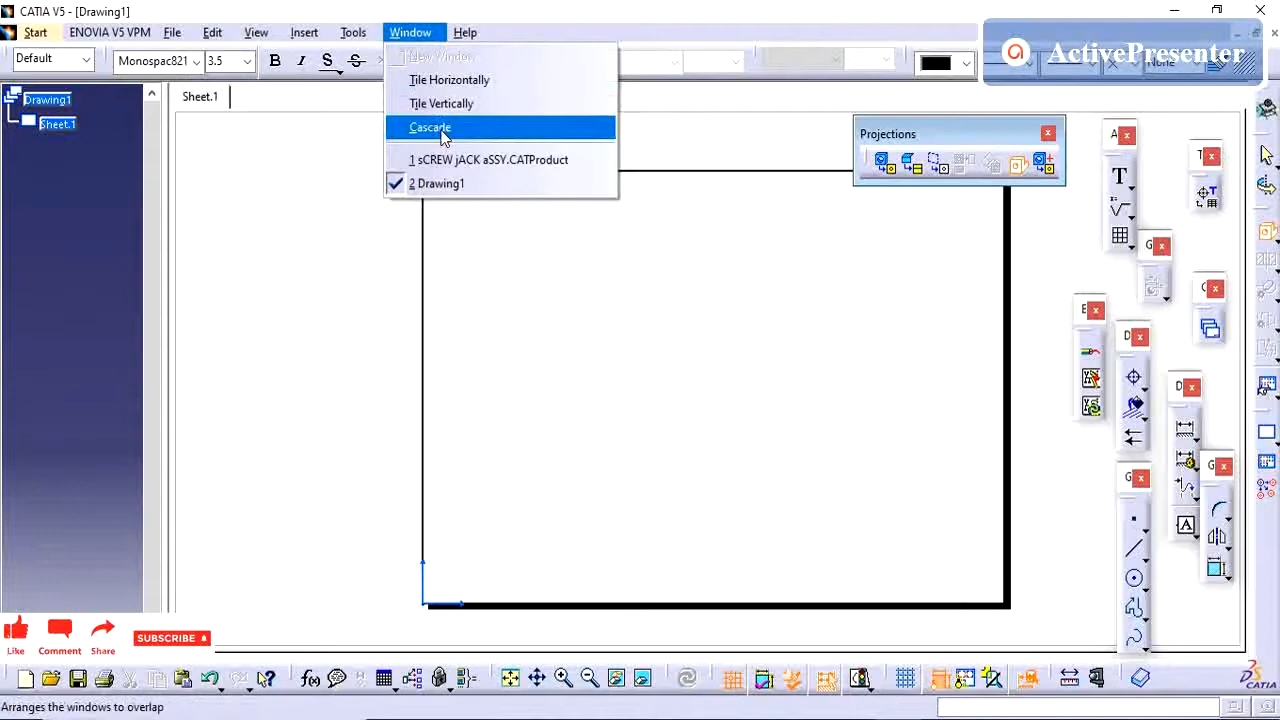 CATIA V5 - [Drawing1]
Start ENOVIA V5 VPM File Edit View Insert Tools Window Help
ActivePresenter
Default Monospac821 3.5 B I S
Tile Horizontally
Tile Vertically
Cascade
1 sCREW jACK aSSY.CATProduct
2 Drawing1
Drawing1
Sheet.1
Sheet.1
Projections
A
T
T
G
G
E
D
D
G
G
Like
Comment
Share
SUBSCRIBE
f(x)
CATIA
Arranges the windows to overlap